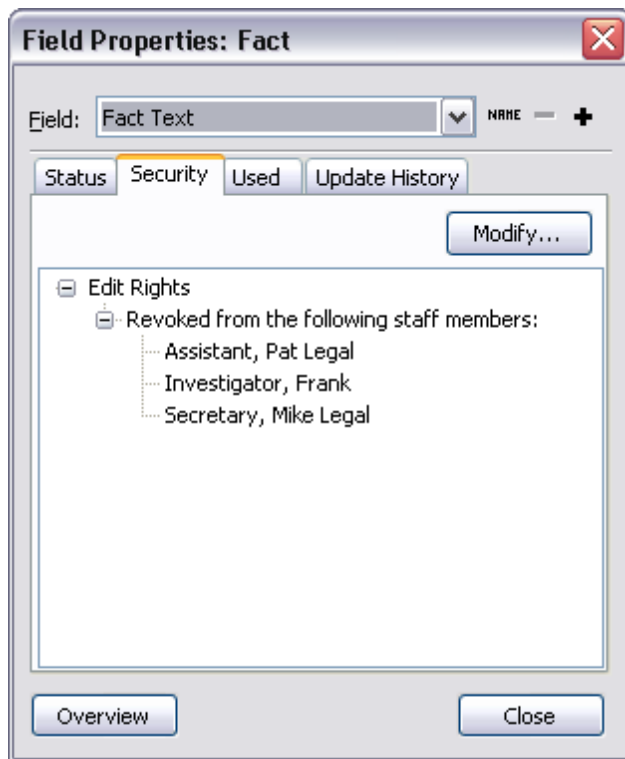 Field Properties: Fact
Field: Fact Text NAME
Status Security Used Update History
Modify...
Edit Rights
Revoked from the following staff members:
Assistant, Pat Legal
Investigator, Frank
Secretary, Mike Legal
Overview Close